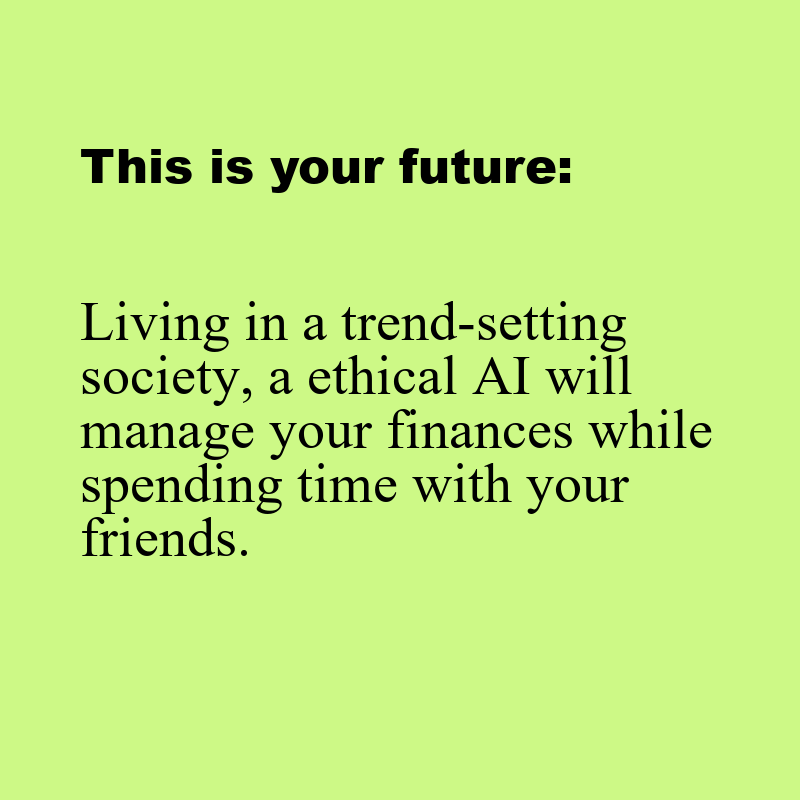 This is your future:
Living in a trend-setting
society, a ethical AI will
manage your finances while
spending time with your
friends.